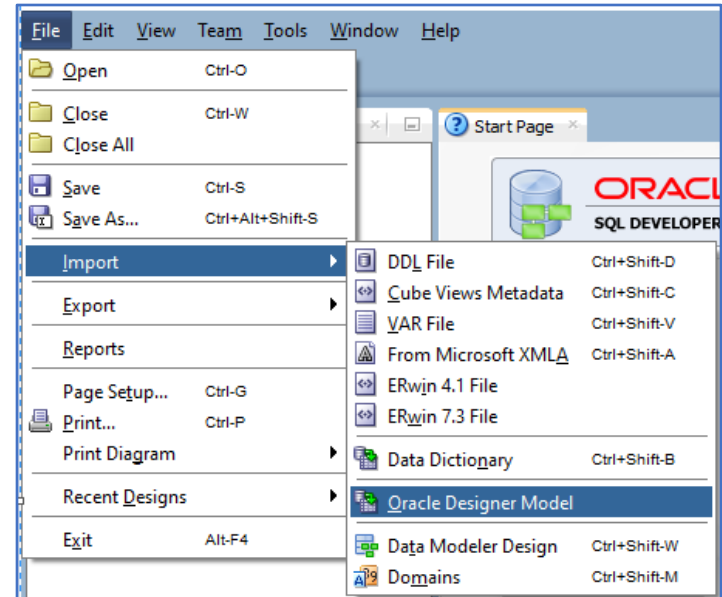 File Edit View Team Tools Window Help
Open Ctrl-O
Close Ctrl-W
Close All
Save Ctrl-S
Save As... Ctrl+Alt+Shift-S
Import
Export
Reports
Page Setup... Ctrl-G
Print... Ctrl-P
Print Diagram
Recent Designs
Exit Alt-F4
Start Page
ORACL
SQL DEVELOPER
DDL File Ctrl+Shift-D
Cube Views Metadata Ctrl+Shift-C
VAR File Ctrl+Shift-V
From Microsoft XMLA Ctrl+Shift-A
ERwin 4.1 File
ERwin 7.3 File
Data Dictionary Ctrl+Shift-B
Oracle Designer Model
Data Modeler Design Ctrl+Shift-W
Domains Ctrl+Shift-M